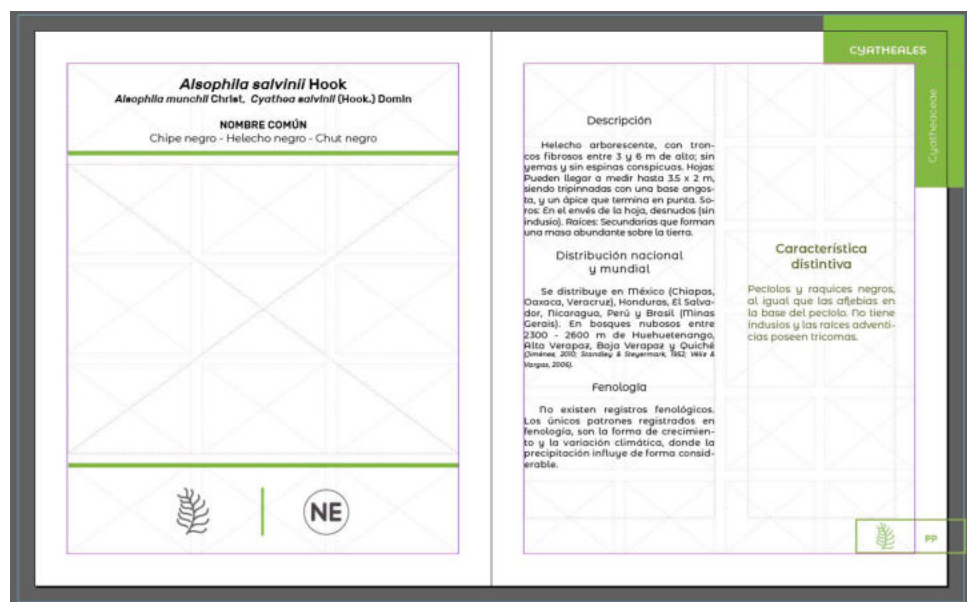 Alsophila salvinii Hook
Alsophila munchii Christ, Cyathea salvinii (Hook.) Domin
NOMBRE COMÚN
Chipe negro - Helecho negro - Chut negro
NE
CYATHEALES
Cyatheaceae
Descripción
Helecho arborescente, con tron-
cos fibrosos entre 3 y 6 m de alto; sin
yemas y sin espinas conspicuas. Hojas:
Pueden llegar a medir hasta 3.5 x 2 m,
siendo tripinnadas con una base angos-
ta, y un ápice que termina en punta. So-
ros: En el envés de la hoja, desnudos (sin
indusio). Raíces: Secundarias que forman
una masa abundante sobre la tierra.
Distribución nacional
y mundial
Se distribuye en México (Chiapas,
Oaxaca, Veracruz), Honduras, El Salva-
dor, Nicaragua, Perú y Brasil (Minas
Gerais). En bosques nubosos entre
2300 - 2600 m de Huehuetenango,
Alta Verapaz, Baja Verapaz y Quiché
(Jiménez, 2010; Standley & Steyermark, 1952; Véliz &
Vargas, 2006).
Fenología
No existen registros fenológicos.
Los únicos patrones registrados en
fenología, son la forma de crecimien-
to y la variación climática, donde la
precipitación influye de forma consid-
erable.
Característica
distintiva
Pecíolos y raquices negros,
al igual que las aflebias en
la base del pecíolo. No tiene
indusios y las raíces adventi-
cias poseen tricomas.
PP